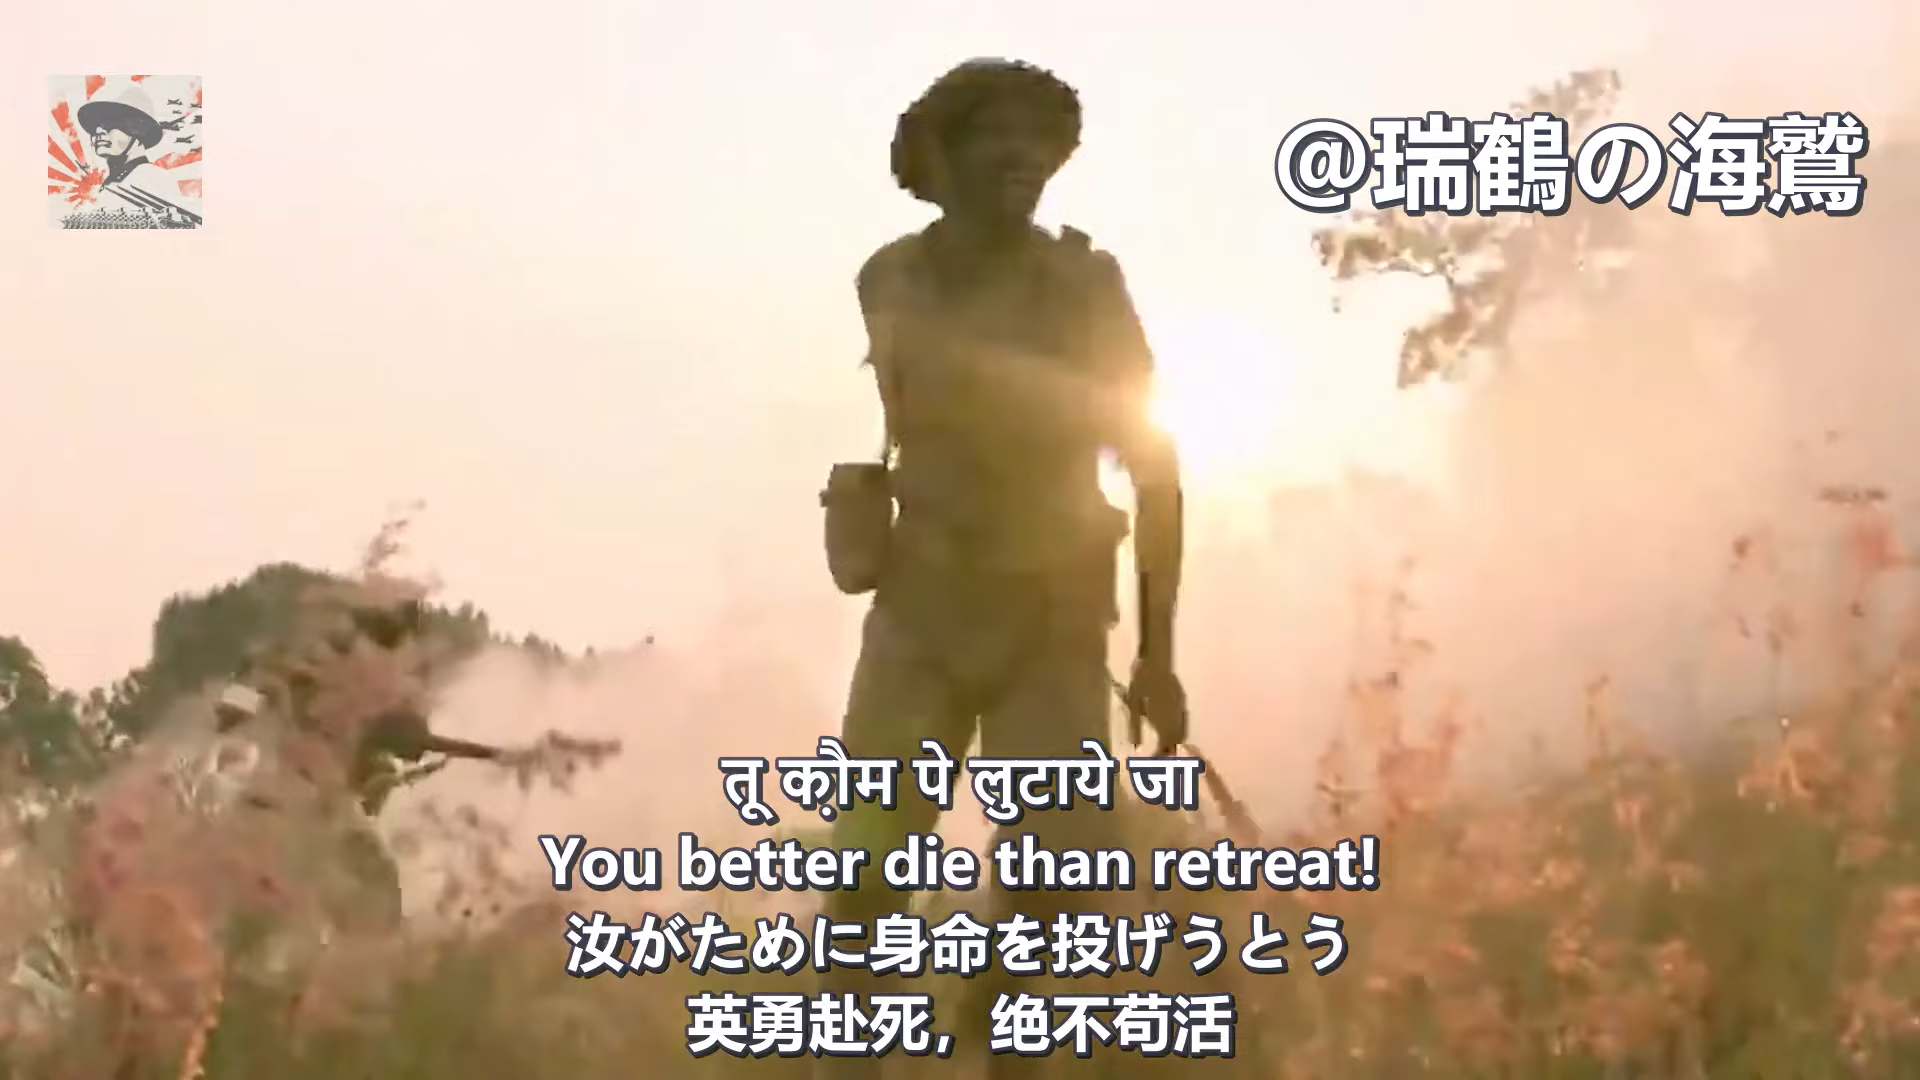 @瑞鶴の海鷲
तू क़ौम पे लुटाये जा
You better die than retreat!
汝がために身命を投げうとう
英勇赴死，绝不苟活